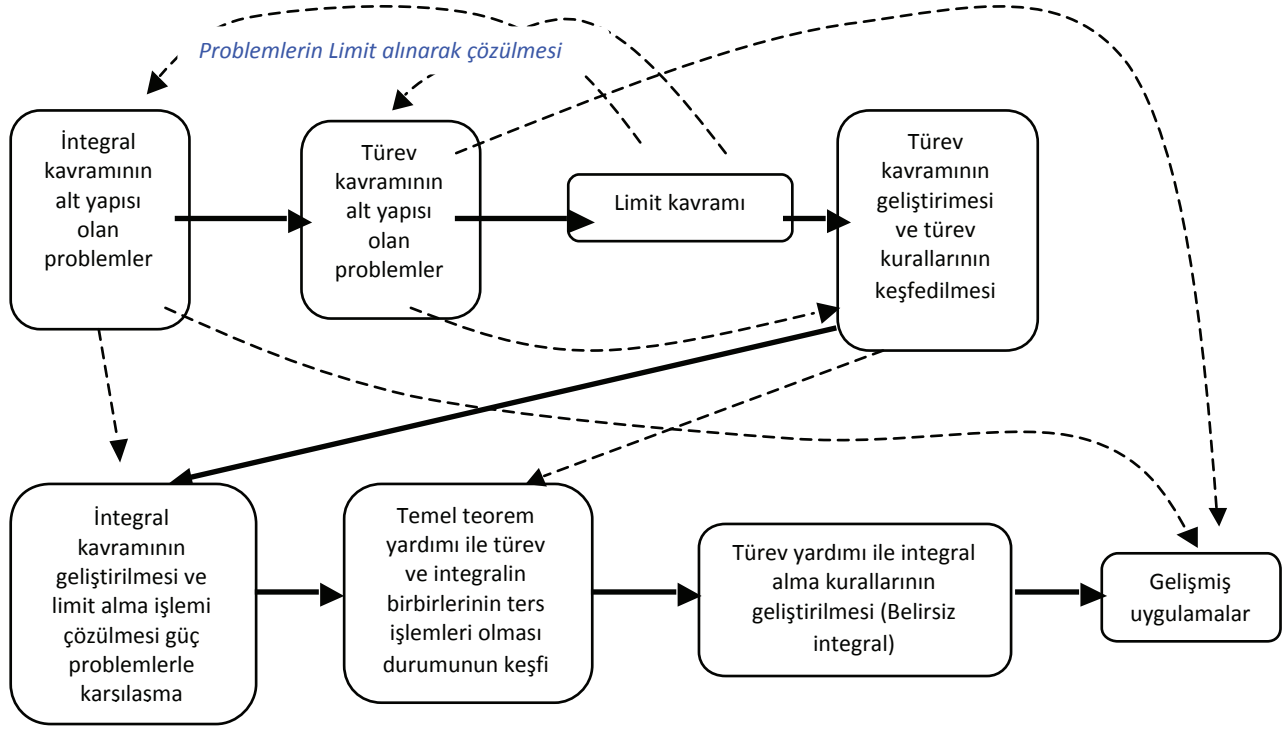 Problemlerin Limit alınarak çözülmesi
İntegral
kavramının
alt yapısı
olan
problemler
Türev
kavramının
alt yapısı
olan
problemler
Limit kavramı
Türev
kavramının
geliştirimesi
ve türev
kurallarının
keşfedilmesi
İntegral
kavramının
geliştirilmesi ve
limit alma işlemi
çözülmesi güç
problemlerle
karsılasma
Temel teorem
yardımı ile türev
ve integralin
birbirlerinin ters
işlemleri olması
durumunun keşfi
Türev yardımı ile integral
alma kurallarının
geliştirilmesi (Belirsiz
integral)
Gelişmiş
uygulamalar